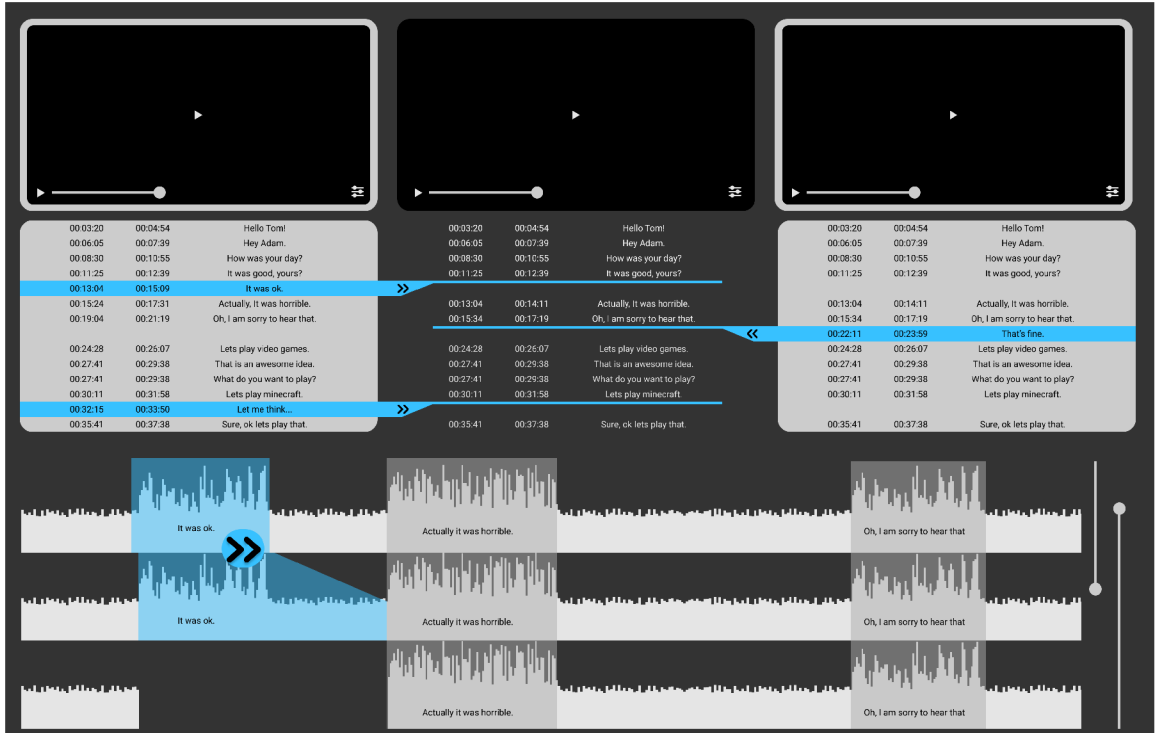 00:03:20 00:04:54 Hello Tom!
00:06:05 00:07:39 Hey Adam.
00:08:30 00:10:55 How was your day?
00:11:25 00:12:39 It was good, yours?
00:13:04 00:15:09 It was ok.
00:15:24 00:17:31 Actually, It was horrible.
00:19:04 00:21:19 Oh, I am sorry to hear that.
00:24:28 00:26:07 Lets play video games.
00:27:41 00:29:38 That is an awesome idea.
00:27:41 00:29:38 What do you want to play?
00:30:11 00:31:58 Lets play minecraft.
00:32:15 00:33:50 Let me think...
00:35:41 00:37:38 Sure, ok lets play that.
00:03:20 00:04:54 Hello Tom!
00:06:05 00:07:39 Hey Adam.
00:08:30 00:10:55 How was your day?
00:11:25 00:12:39 It was good, yours?
00:13:04 00:14:11 Actually, It was horrible.
00:15:34 00:17:19 Oh, I am sorry to hear that.
00:24:28 00:26:07 Lets play video games.
00:27:41 00:29:38 That is an awesome idea.
00:27:41 00:29:38 What do you want to play?
00:30:11 00:31:58 Lets play minecraft.
00:35:41 00:37:38 Sure, ok lets play that.
00:03:20 00:04:54 Hello Tom!
00:06:05 00:07:39 Hey Adam.
00:08:30 00:10:55 How was your day?
00:11:25 00:12:39 It was good, yours?
00:13:04 00:14:11 Actually, It was horrible.
00:15:34 00:17:19 Oh, I am sorry to hear that.
00:22:11 00:23:59 That's fine.
00:24:28 00:26:07 Lets play video games.
00:27:41 00:29:38 That is an awesome idea.
00:27:41 00:29:38 What do you want to play?
00:30:11 00:31:58 Lets play minecraft.
00:35:41 00:37:38 Sure, ok lets play that.
It was ok. Actually it was horrible. Oh, I am sorry to hear that
It was ok. Actually it was horrible. Oh, I am sorry to hear that
Actually it was horrible. Oh, I am sorry to hear that